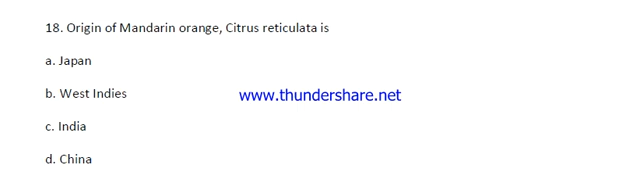 18. Origin of Mandarin orange, Citrus reticulata is
a. Japan
b. West Indies
www.thundershare.net
c. India
d. China